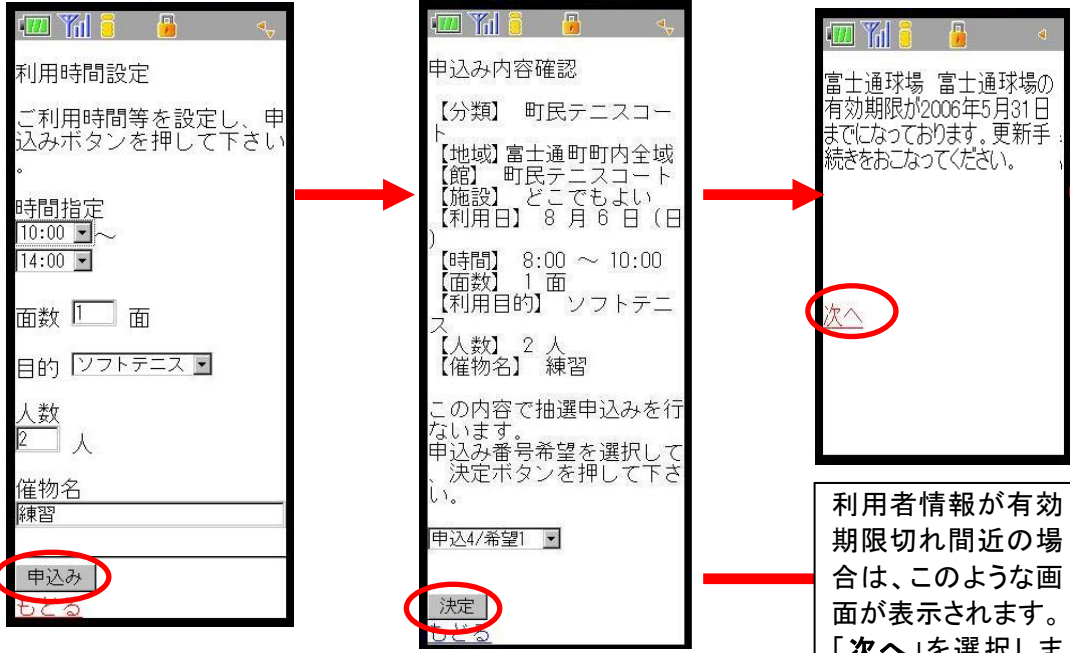 利用時間設定
ご利用時間等を設定し、申
込みボタンを押して下さい
。
時間指定
10:00 ～
14:00
面数 1 面
目的 ソフトテニス
人数
2 人
催物名
練習
申込み
もどる
申込み内容確認
【分類】 町民テニスコー
ト
【地域】富士通町町内全域
【館】 町民テニスコート
【施設】 どこでもよい
【利用日】 8 月 6 日（日
）
【時間】 8:00 ～ 10:00
【面数】 1 面
【利用目的】 ソフトテニ
ス
【人数】 2 人
【催物名】 練習
この内容で抽選申込みを行
ないます。
申込み番号希望を選択して
、決定ボタンを押して下さ
い。
申込4/希望1
決定
もどる
富士通球場 富士通球場の
有効期限が2006年5月31日
までになっております。更新手
続きをおこなってください。
次へ
利用者情報が有効
期限切れ間近の場
合は、このような画
面が表示されます。
「次へ」を選択しま